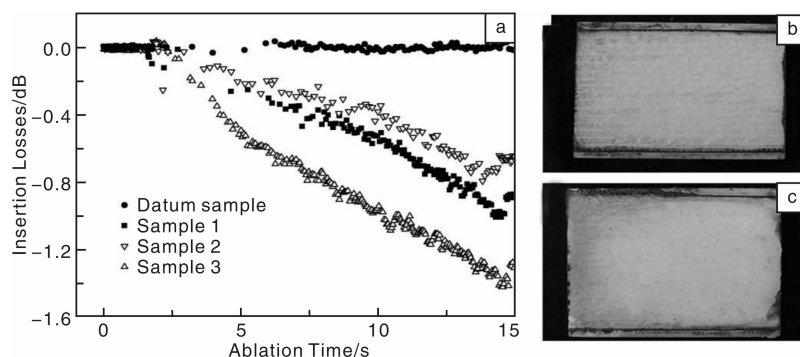 a
0.0
−0.4
−0.8
−1.2
−1.6
Insertion Losses/dB
Datum sample
Sample 1
Sample 2
Sample 3
0
5
10
15
Ablation Time/s
b
c